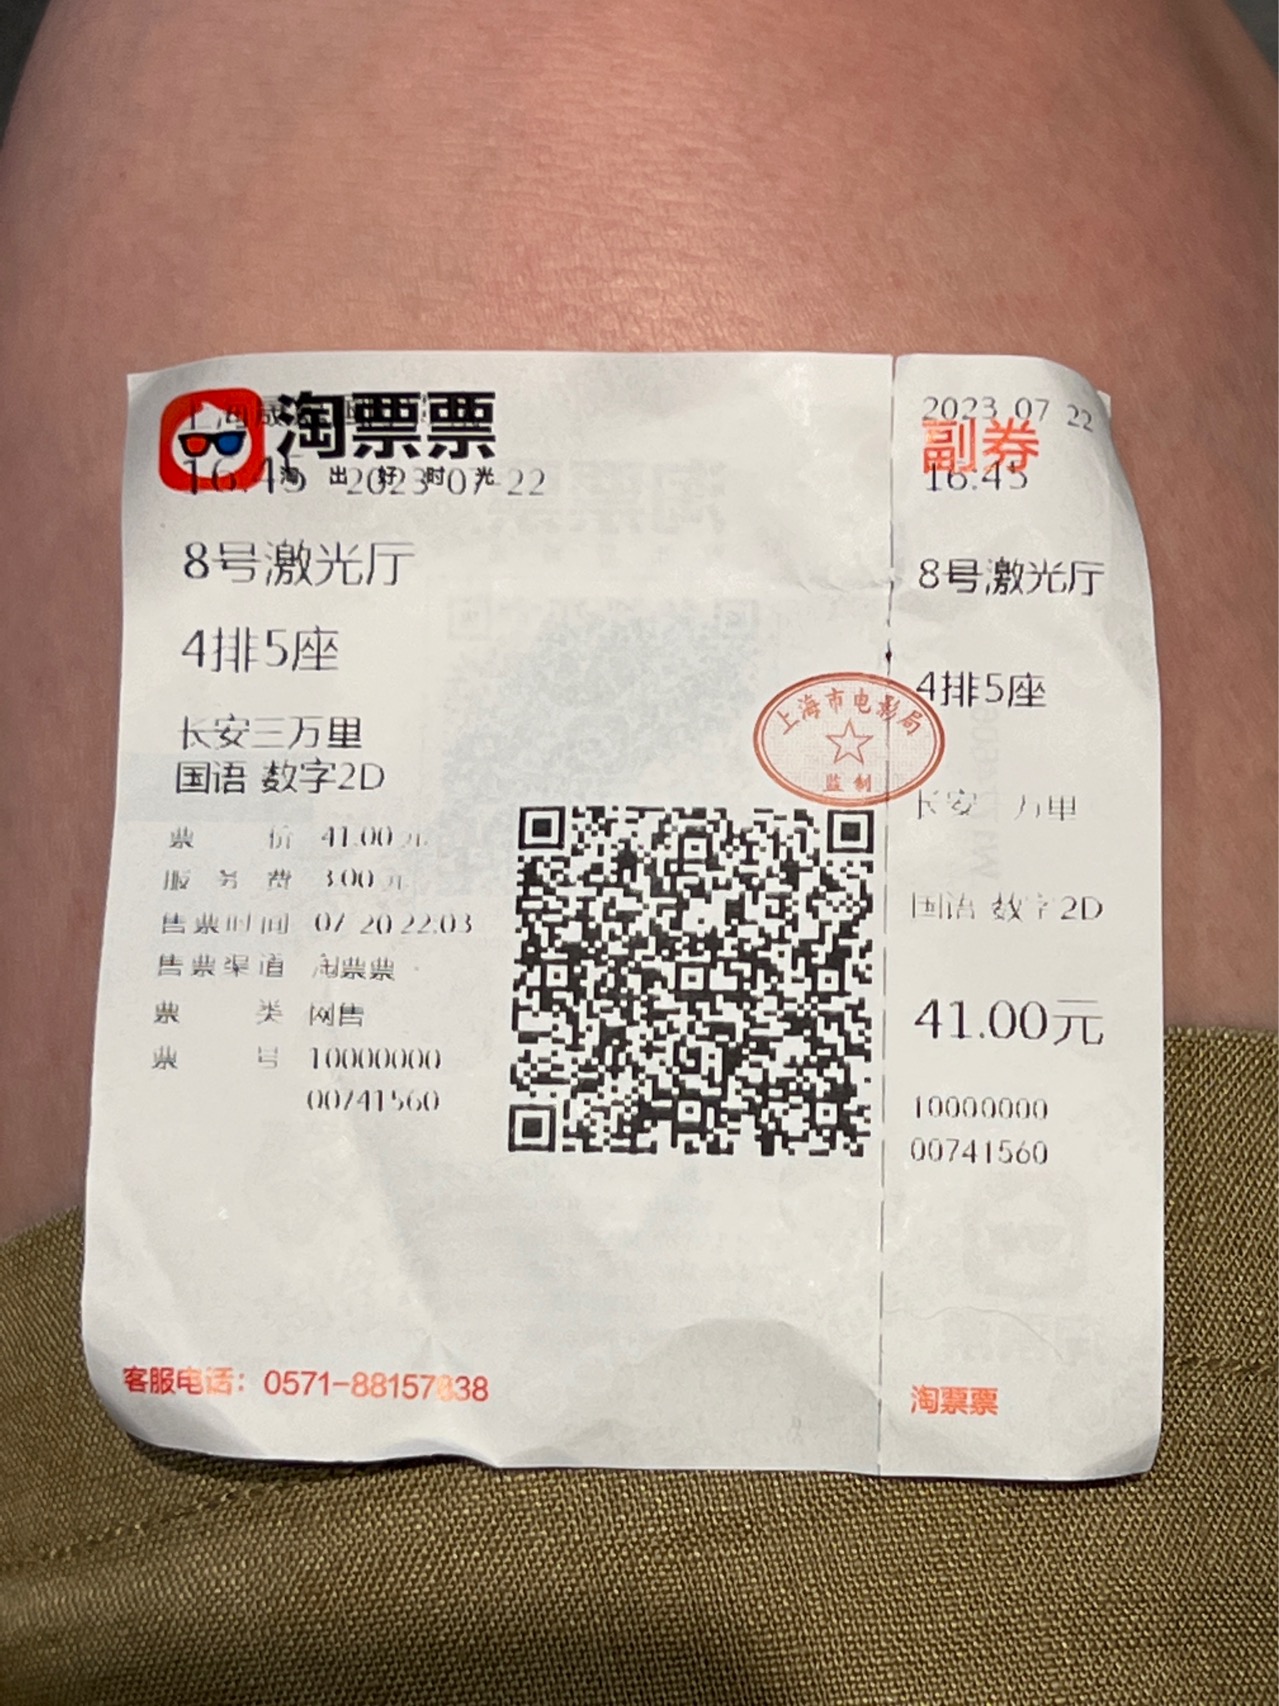 淘票票
淘出好时光
16:45 2023-07-22
8号激光厅
4排5座
长安三万里
国语 数字2D
票价 41.00元
服务费 3.00元
售票时间 07-20 22:03
售票渠道 淘票票
票类 网售
票号 10000000
00741560
客服电话：0571-88157838
上海市电影局
监制
2023 07 22
副券
16:45
8号激光厅
4排5座
长安 万里
国语 数字2D
41.00元
10000000
00741560
淘票票